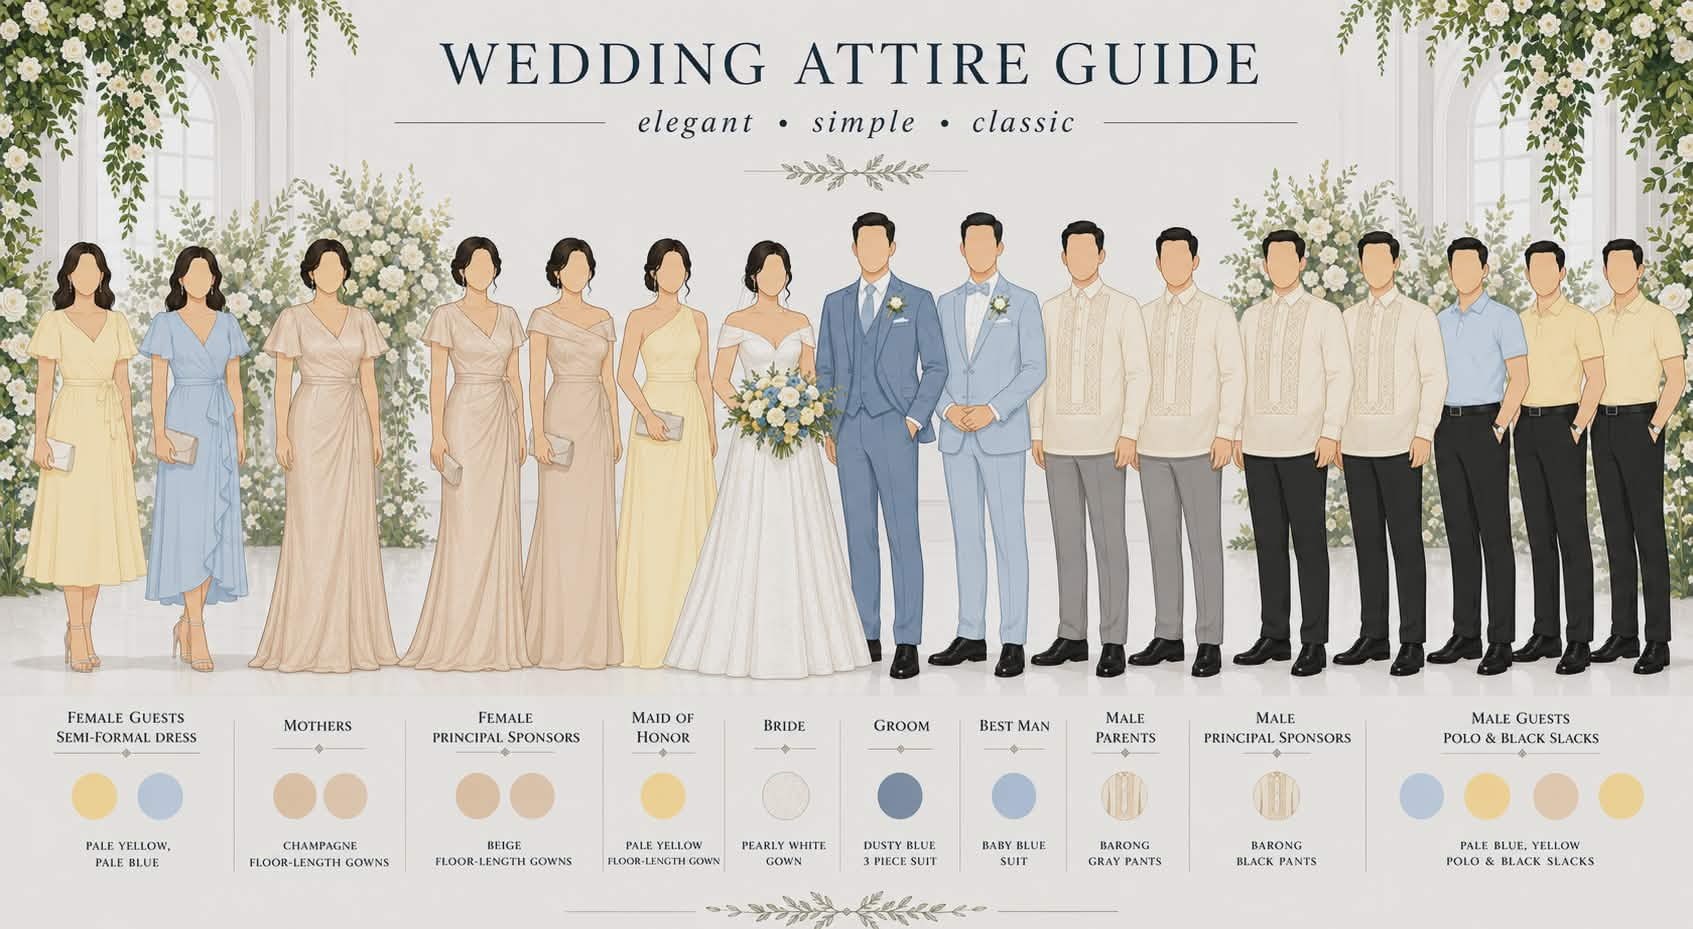 WEDDING ATTIRE GUIDE
elegant • simple • classic
FEMALE GUESTS
SEMI-FORMAL DRESS
PALE YELLOW,
PALE BLUE
MOTHERS
CHAMPAGNE
FLOOR-LENGTH GOWNS
FEMALE
PRINCIPAL SPONSORS
BEIGE
FLOOR-LENGTH GOWNS
MAID OF
HONOR
PALE YELLOW
FLOOR-LENGTH GOWN
BRIDE
PEARLY WHITE
GOWN
GROOM
DUSTY BLUE
3 PIECE SUIT
BEST MAN
BABY BLUE
SUIT
MALE
PARENTS
BARONG
GRAY PANTS
MALE
PRINCIPAL SPONSORS
BARONG
BLACK PANTS
MALE GUESTS
POLO & BLACK SLACKS
PALE BLUE, YELLOW
POLO & BLACK SLACKS